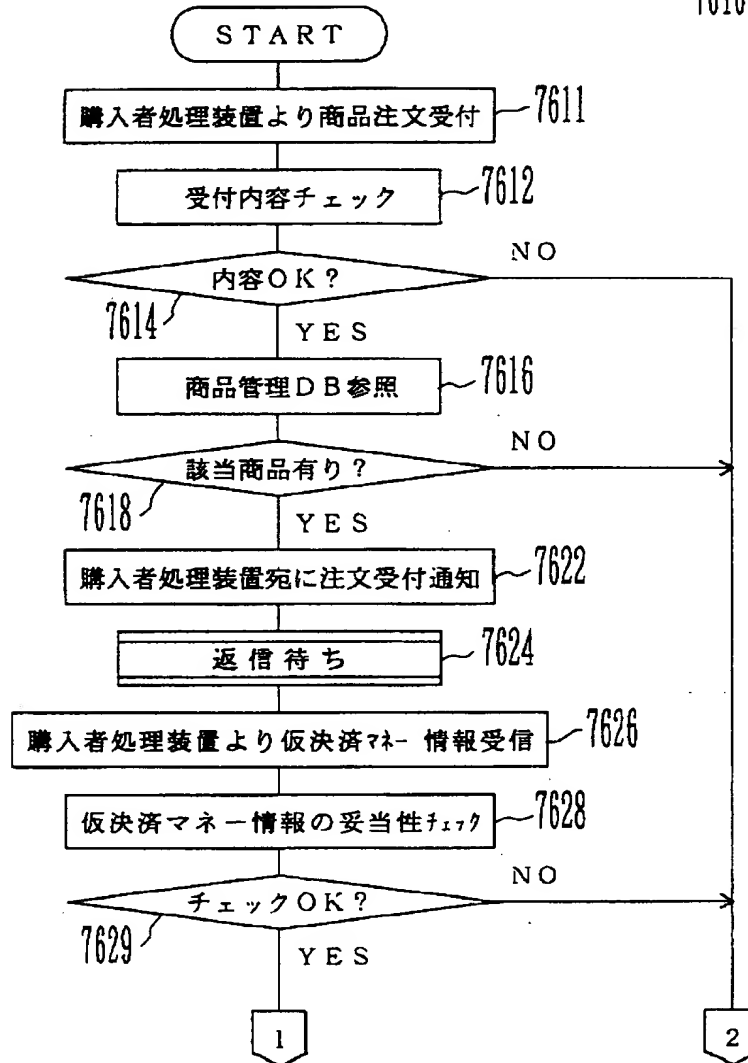 START
購入者処理装置より商品注文受付
7611
受付内容チェック
7612
内容OK?
NO
7614
YES
商品管理DB参照
7616
該当商品有り?
NO
7618
YES
購入者処理装置宛に注文受付通知
7622
返信待ち
7624
購入者処理装置より仮決済マネー情報受信
7626
仮決済マネー情報の妥当性チェック
7628
チェックOK?
NO
7629
YES
1
2